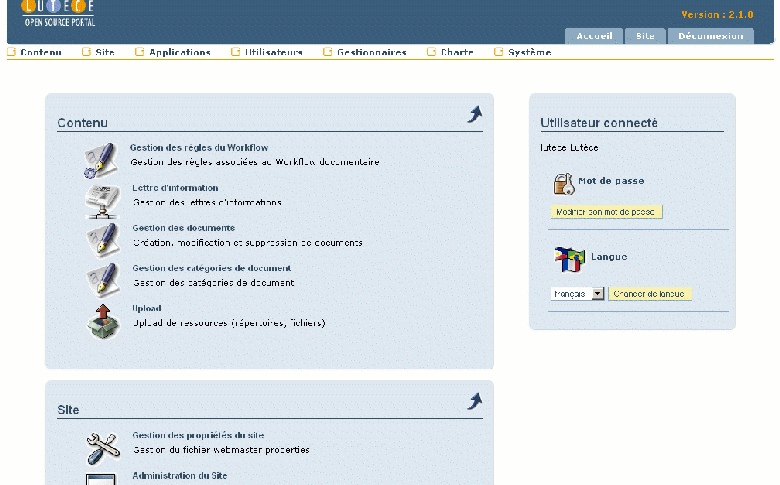 LUTECE
OPEN SOURCE PORTAL
Version : 2.1.0
Accueil Site Déconnexion
Contenu Site Applications Utilisateurs Gestionnaires Charte Système
Contenu
Gestion des règles du Workflow
Gestion des règles associées au Workflow documentaire
Lettre d'information
Gestion des lettres d'informations
Gestion des documents
Création, modification et suppression de documents
Gestion des catégories de document
Gestion des catégories de document
Upload
Upload de ressources (répertoires, fichiers)
Site
Gestion des propriétés du site
Gestion du fichier webmaster.properties
Administration du Site
Utilisateur connecté
lutece Lutèce
Mot de passe
Modifier son mot de passe
Langue
français Changer de langue